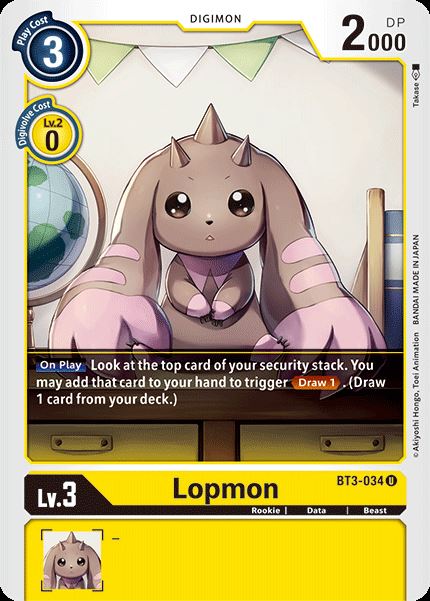 Play Cost
3
DIGIMON
DP
2000
Digivolve Cost
Lv.2
0
Takase
© Akiyoshi Hongo, Toei Animation BANDAI MADE IN JAPAN
On Play Look at the top card of your security stack. You
may add that card to your hand to trigger Draw 1. (Draw
1 card from your deck.)
Lv.3
Lopmon
BT3-034 U
Rookie | Data | Beast
–